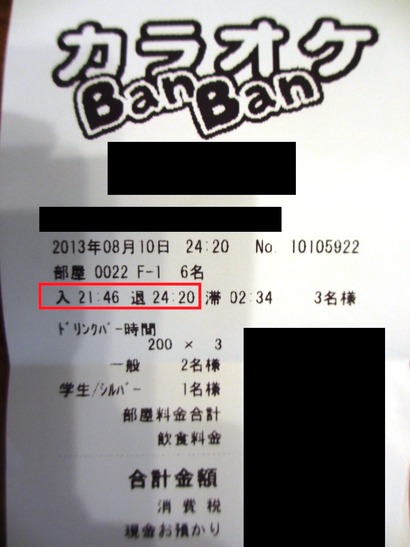 カラオケ
BanBan
2013年08月10日 24:20 No. 10105922
部屋 0022 F-1 6名
入 21:46 退 24:20 滞 02:34 3名様
ﾄﾞﾘﾝｸﾊﾞｰ時間
200 × 3
一般 2名様
学生/ｼﾙﾊﾞｰ 1名様
部屋料金合計
飲食料金
合計金額
消費税
現金お預かり